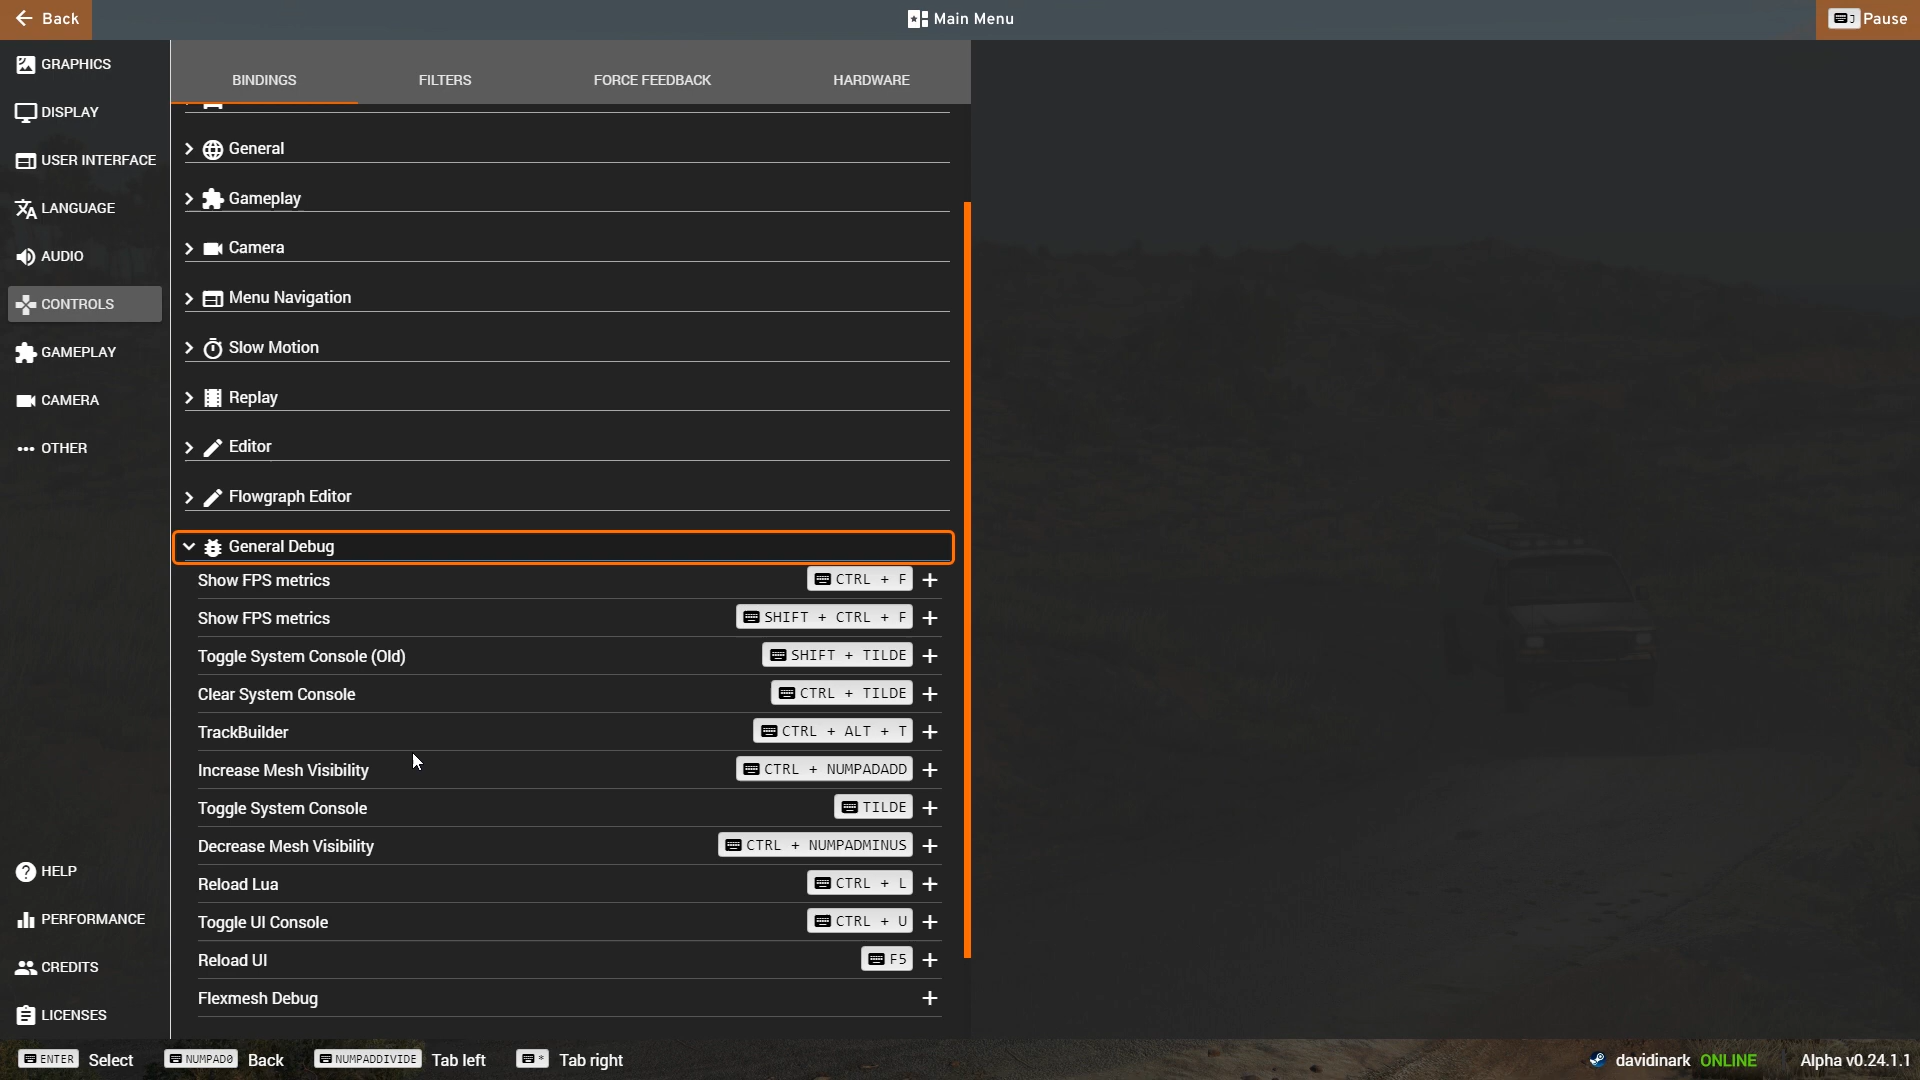 Back
Main Menu
J Pause
GRAPHICS
DISPLAY
USER INTERFACE
LANGUAGE
AUDIO
CONTROLS
GAMEPLAY
CAMERA
OTHER
HELP
PERFORMANCE
CREDITS
LICENSES
BINDINGS FILTERS FORCE FEEDBACK HARDWARE
General
Gameplay
Camera
Menu Navigation
Slow Motion
Replay
Editor
Flowgraph Editor
General Debug
Show FPS metrics CTRL + F +
Show FPS metrics SHIFT + CTRL + F +
Toggle System Console (Old) SHIFT + TILDE +
Clear System Console CTRL + TILDE +
TrackBuilder CTRL + ALT + T +
Increase Mesh Visibility CTRL + NUMPADADD +
Toggle System Console TILDE +
Decrease Mesh Visibility CTRL + NUMPADMINUS +
Reload Lua CTRL + L +
Toggle UI Console CTRL + U +
Reload UI F5 +
Flexmesh Debug +
ENTER Select NUMPAD0 Back NUMPADDIVIDE Tab left * Tab right
davidinark ONLINE Alpha v0.24.1.1